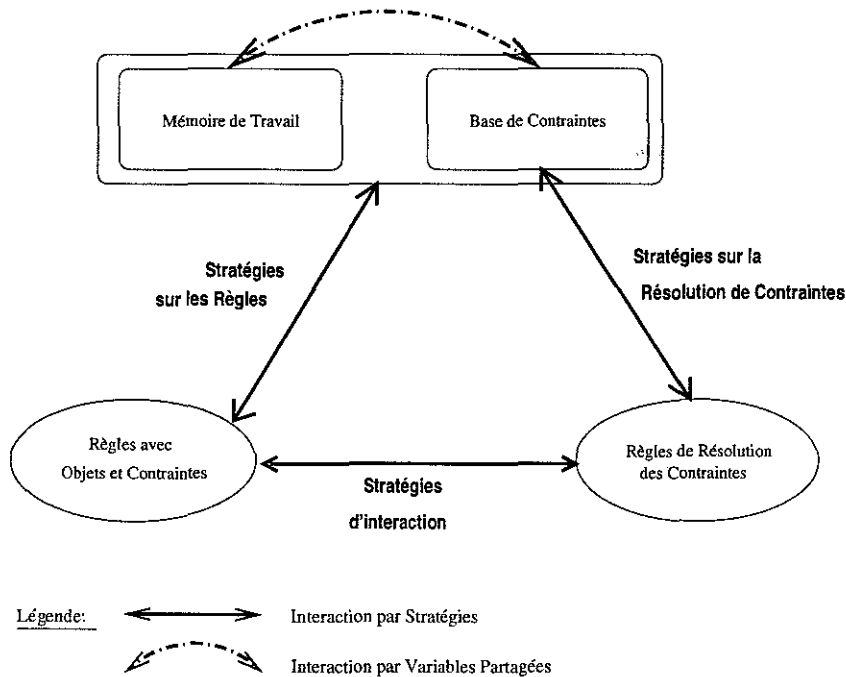 Mémoire de Travail
Base de Contraintes
Stratégies
sur les Règles
Stratégies sur la
Résolution de Contraintes
Règles avec
Objets et Contraintes
Règles de Résolution
des Contraintes
Stratégies
d'interaction
Légende:
Interaction par Stratégies
Interaction par Variables Partagées